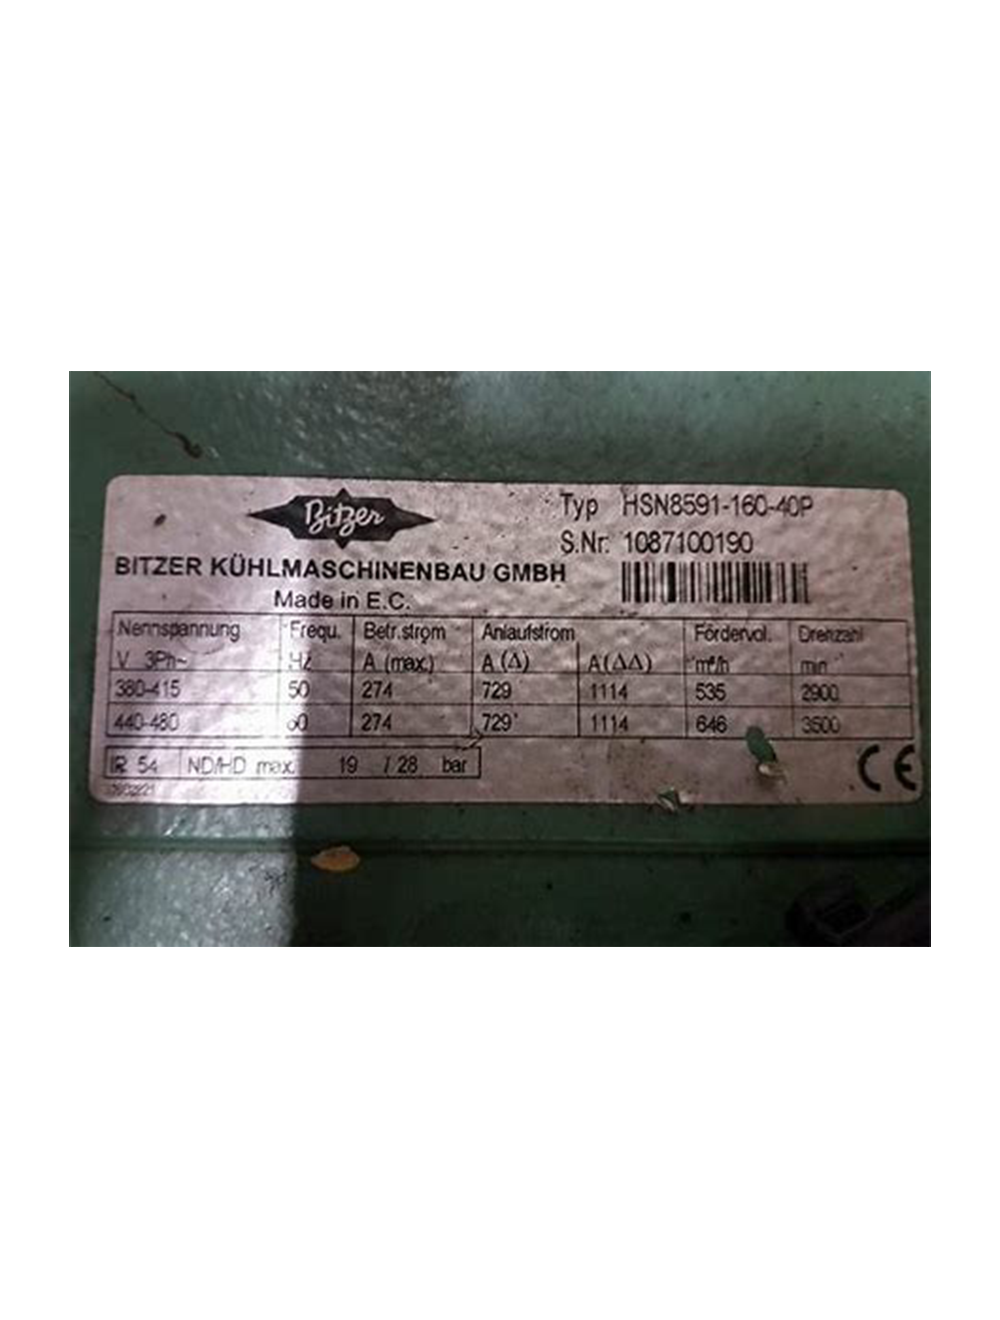 Bitzer
Typ HSN8591-160-40P
S.Nr. 1087100190
BITZER KÜHLMASCHINENBAU GMBH
Made in E.C.
Nennspannung Frequ. Betr.strom Anlaufstrom Fördervol. Drehzahl
V 3Ph~ Hz A (max.) A (Δ) A (ΔΔ) m³/h min
380-415 50 274 729 1114 535 2900
440-480 60 274 729 1114 646 3500
IP 54 ND/HD max. 19 / 28 bar
CE